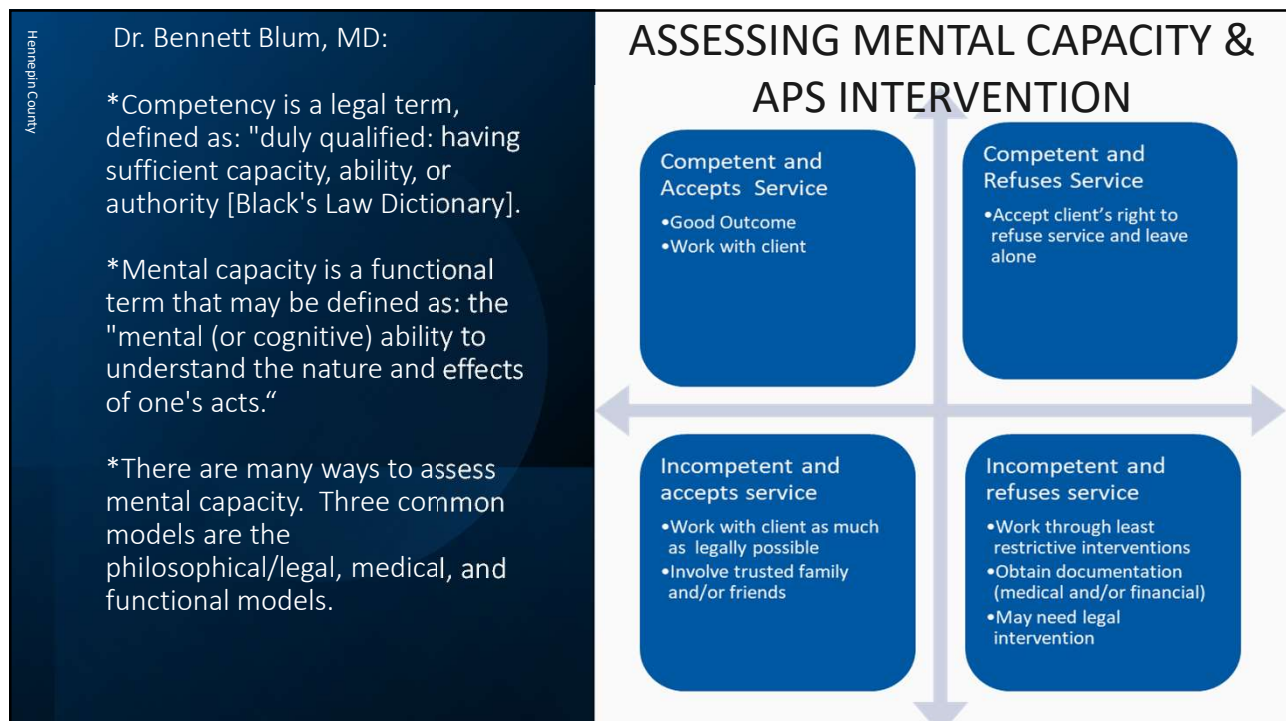 Hennepin County
Dr. Bennett Blum, MD:
*Competency is a legal term,
defined as: "duly qualified: having
sufficient capacity, ability, or
authority [Black's Law Dictionary].
*Mental capacity is a functional
term that may be defined as: the
"mental (or cognitive) ability to
understand the nature and effects
of one's acts.“
*There are many ways to assess
mental capacity.  Three common
models are the
philosophical/legal, medical, and
functional models.
ASSESSING MENTAL CAPACITY &
APS INTERVENTION
Competent and
Accepts Service
•Good Outcome
•Work with client
Competent and
Refuses Service
•Accept client’s right to
refuse service and leave
alone
Incompetent and
accepts service
•Work with client as much
as legally possible
•Involve trusted family
and/or friends
Incompetent and
refuses service
•Work through least
restrictive interventions
•Obtain documentation
(medical and/or financial)
•May need legal
intervention